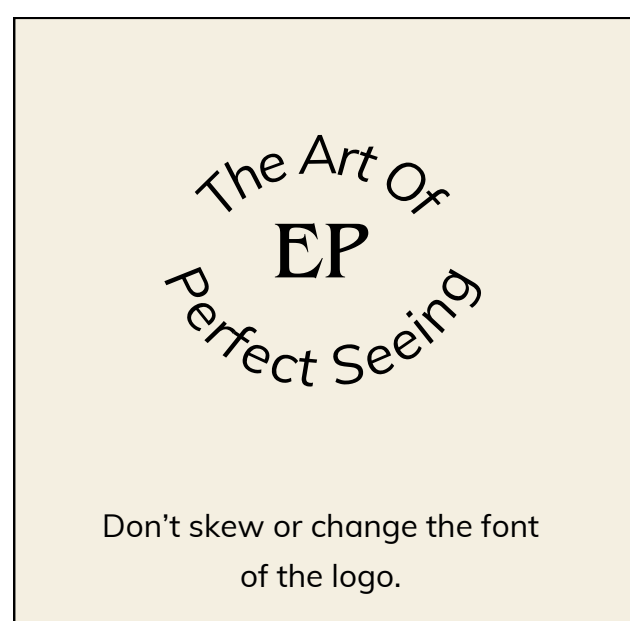 The Art Of
EP
Perfect Seeing
Don’t skew or change the font
of the logo.